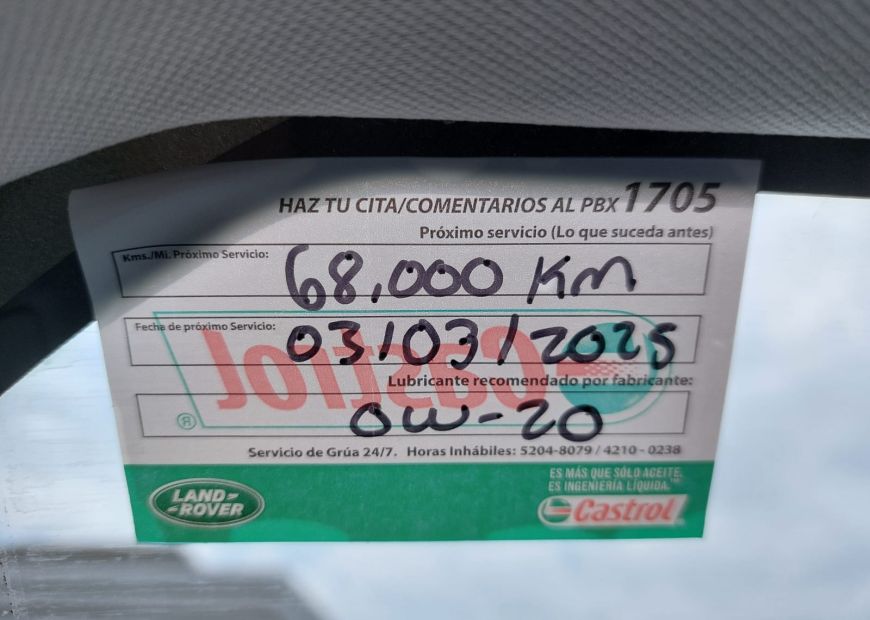 HAZ TU CITA/COMENTARIOS AL PBX 1705
Próximo servicio (Lo que suceda antes)
Kms./Mi. Próximo Servicio: 68,000 KM
Fecha de próximo Servicio: 03/03/2025
Lubricante recomendado por fabricante:
0W-20
Servicio de Grúa 24/7. Horas Inhábiles: 5204-8079 / 4210 - 0238
ES MÁS QUE SÓLO ACEITE.
ES INGENIERÍA LÍQUIDA.™
LAND-
-ROVER
Castrol
Castrol
®